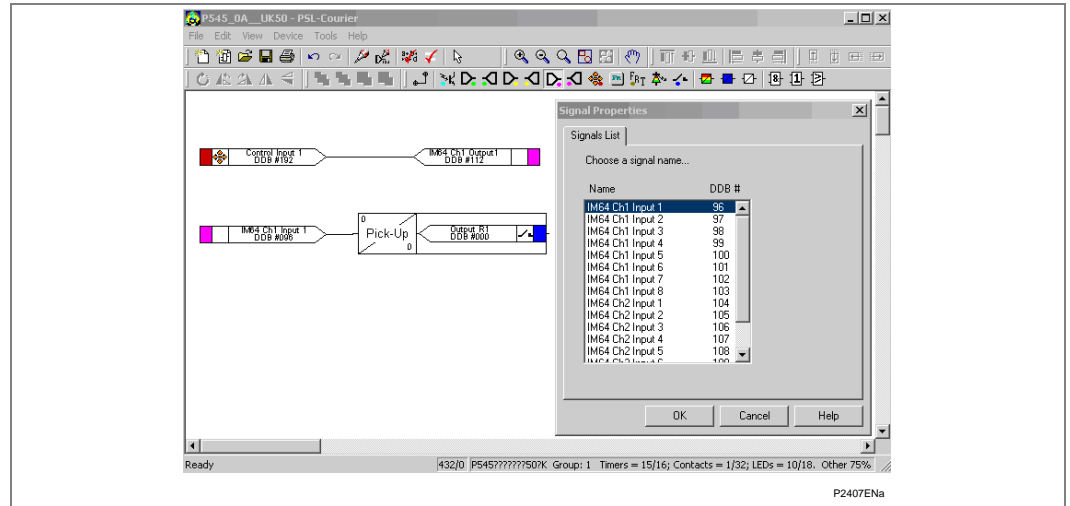 P545_0A__UK50 - PSL-Courier
File Edit View Device Tools Help
Control Input 1
DDB #192
IM64 Ch1 Output1
DDB #112
IM64 Ch1 Input 1
DDB #096
0
Pick-Up
0
Output R1
DDB #000
Signal Properties
Signals List
Choose a signal name...
Name DDB #
IM64 Ch1 Input 1 96
IM64 Ch1 Input 2 97
IM64 Ch1 Input 3 98
IM64 Ch1 Input 4 99
IM64 Ch1 Input 5 100
IM64 Ch1 Input 6 101
IM64 Ch1 Input 7 102
IM64 Ch1 Input 8 103
IM64 Ch2 Input 1 104
IM64 Ch2 Input 2 105
IM64 Ch2 Input 3 106
IM64 Ch2 Input 4 107
IM64 Ch2 Input 5 108
OK Cancel Help
Ready 432/0 P545???????50?K Group: 1 Timers = 15/16; Contacts = 1/32; LEDs = 10/18. Other 75%
P2407ENa